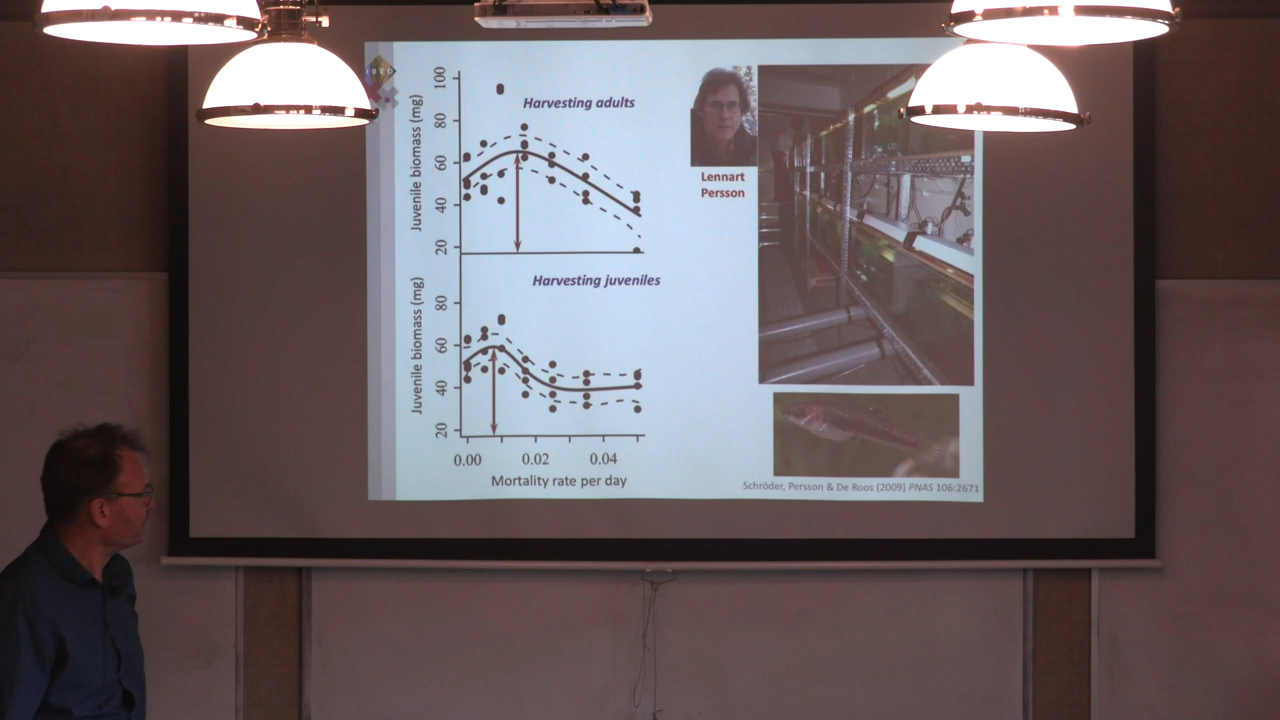 IBED
Harvesting adults
Juvenile biomass (mg)
100
80
60
40
20
Harvesting juveniles
Juvenile biomass (mg)
80
60
40
20
0.00 0.02 0.04
Mortality rate per day
Lennart
Persson
Schröder, Persson & De Roos (2009) PNAS 106:2671